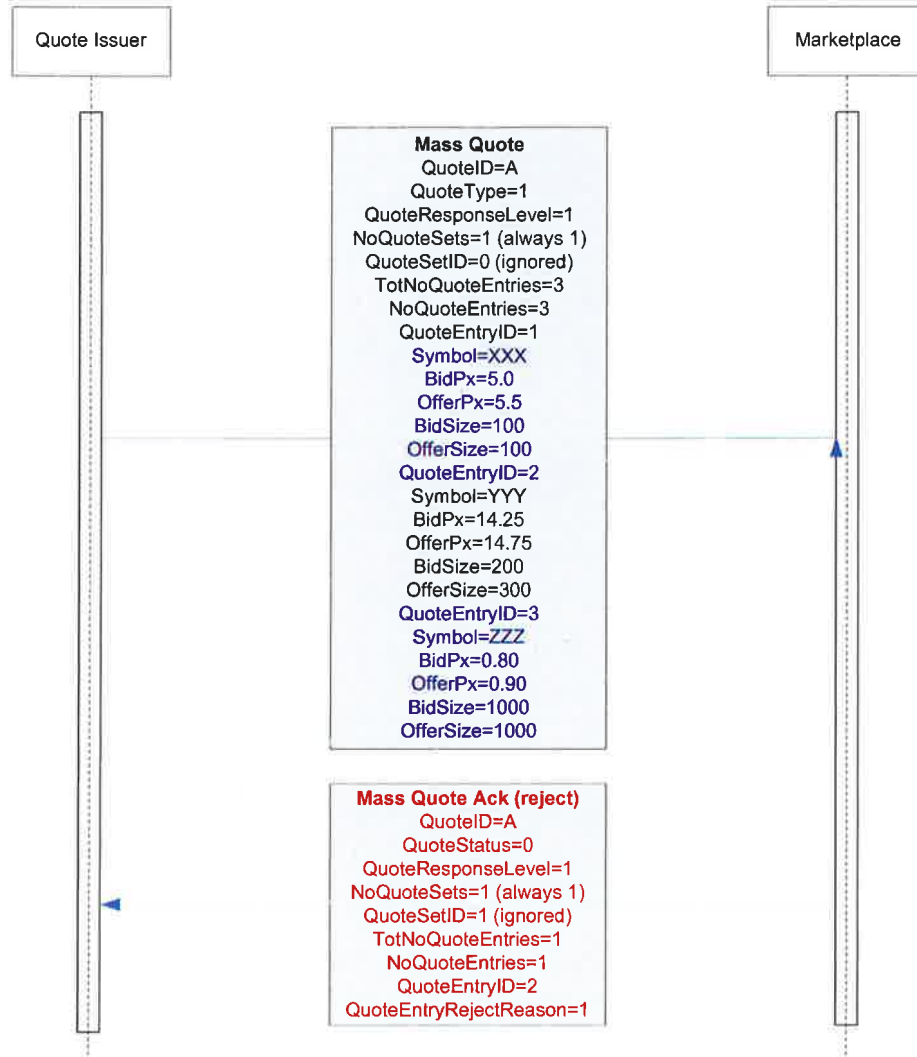 Quote Issuer
Marketplace
Mass Quote
QuoteID=A
QuoteType=1
QuoteResponseLevel=1
NoQuoteSets=1 (always 1)
QuoteSetID=0 (ignored)
TotNoQuoteEntries=3
NoQuoteEntries=3
QuoteEntryID=1
Symbol=XXX
BidPx=5.0
OfferPx=5.5
BidSize=100
OfferSize=100
QuoteEntryID=2
Symbol=YYY
BidPx=14.25
OfferPx=14.75
BidSize=200
OfferSize=300
QuoteEntryID=3
Symbol=ZZZ
BidPx=0.80
OfferPx=0.90
BidSize=1000
OfferSize=1000
Mass Quote Ack (reject)
QuoteID=A
QuoteStatus=0
QuoteResponseLevel=1
NoQuoteSets=1 (always 1)
QuoteSetID=1 (ignored)
TotNoQuoteEntries=1
NoQuoteEntries=1
QuoteEntryID=2
QuoteEntryRejectReason=1